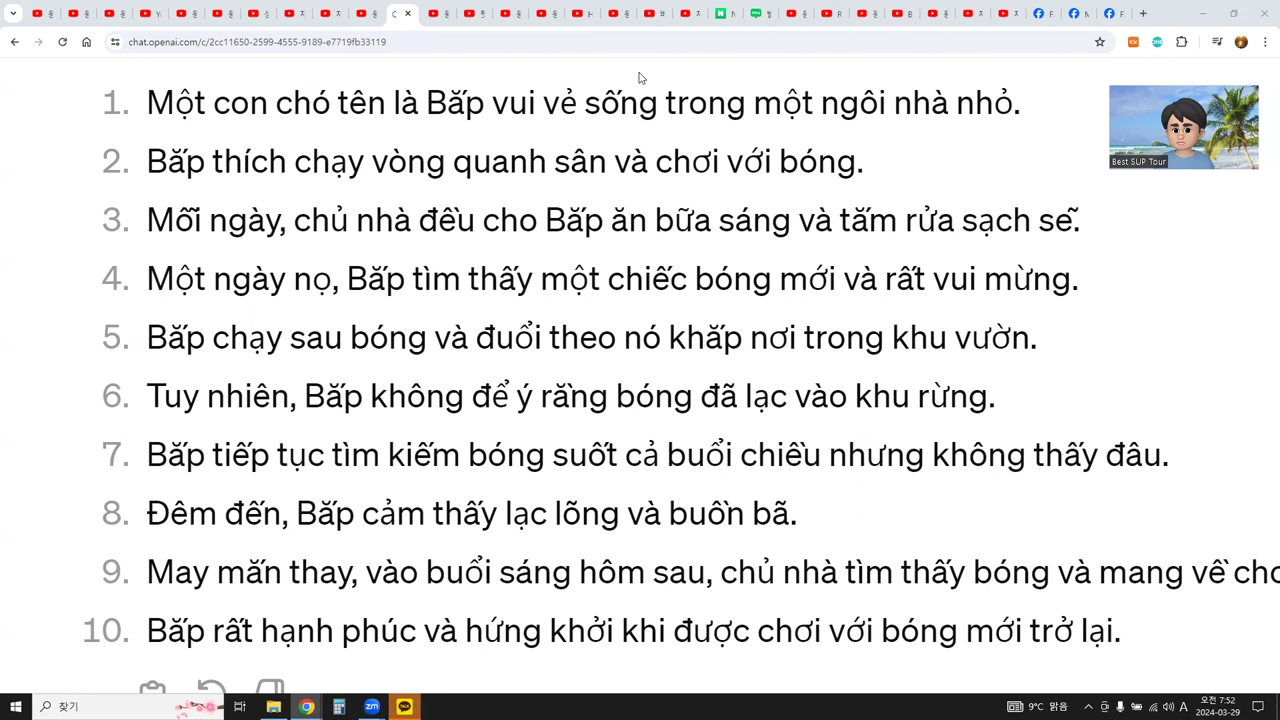 chat.openai.com/c/2cc11650-2599-4555-9189-e7719fb33119
1. Một con chó tên là Bắp vui vẻ sống trong một ngôi nhà nhỏ.
Best SUP Tour
2. Bắp thích chạy vòng quanh sân và chơi với bóng.
3. Mỗi ngày, chủ nhà đều cho Bắp ăn bữa sáng và tắm rửa sạch sẽ.
4. Một ngày nọ, Bắp tìm thấy một chiếc bóng mới và rất vui mừng.
5. Bắp chạy sau bóng và đuổi theo nó khắp nơi trong khu vườn.
6. Tuy nhiên, Bắp không để ý rằng bóng đã lạc vào khu rừng.
7. Bắp tiếp tục tìm kiếm bóng suốt cả buổi chiều nhưng không thấy đâu.
8. Đêm đến, Bắp cảm thấy lạc lõng và buồn bã.
9. May mắn thay, vào buổi sáng hôm sau, chủ nhà tìm thấy bóng và mang về
10. Bắp rất hạnh phúc và hứng khởi khi được chơi với bóng mới trở lại.
찾기
9°C 맑음
A
오전 7:52
2024-03-29